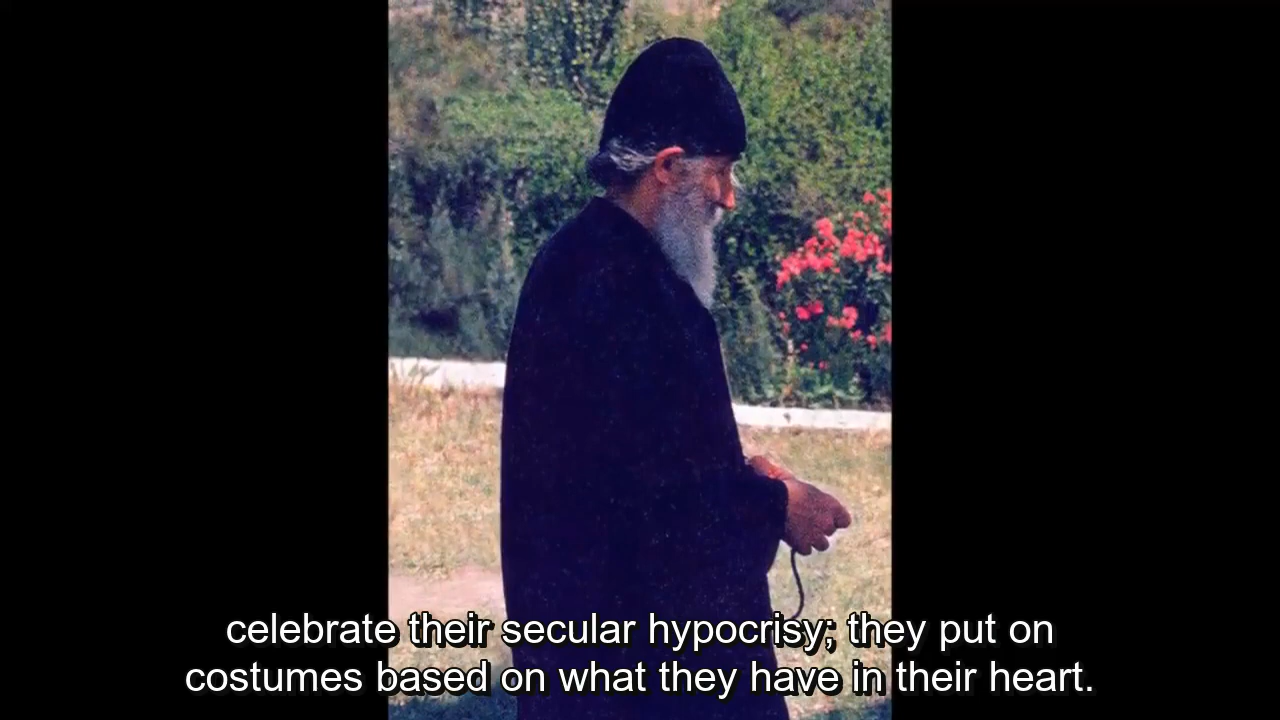 celebrate their secular hypocrisy; they put on
costumes based on what they have in their heart.